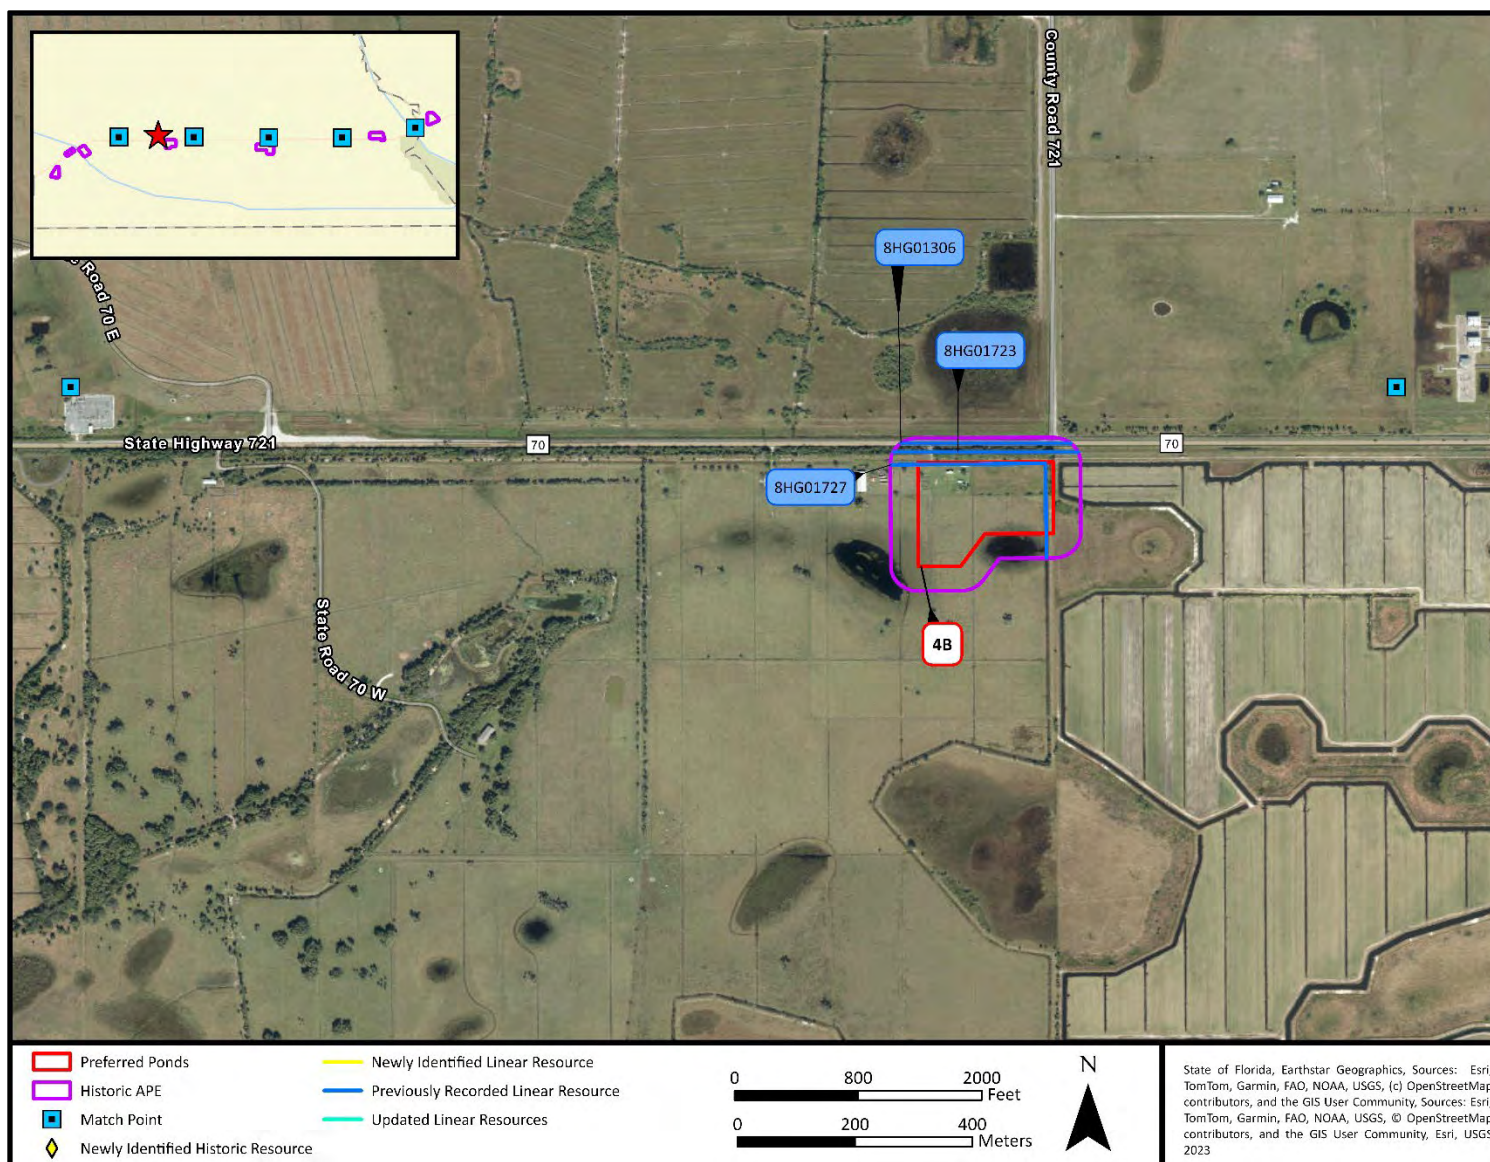 County Road 721
8HG01306
e Road 70 E
8HG01723
State Highway 721
70
70
8HG01727
4B
State Road 70 W
Preferred Ponds
Historic APE
Match Point
Newly Identified Historic Resource
Newly Identified Linear Resource
Previously Recorded Linear Resource
Updated Linear Resources
0 800 2000
Feet
0 200 400
Meters
N
State of Florida, Earthstar Geographics, Sources: Esri,
TomTom, Garmin, FAO, NOAA, USGS, (c) OpenStreetMap
contributors, and the GIS User Community, Sources: Esri,
TomTom, Garmin, FAO, NOAA, USGS, © OpenStreetMap
contributors, and the GIS User Community, Esri, USGS
2023